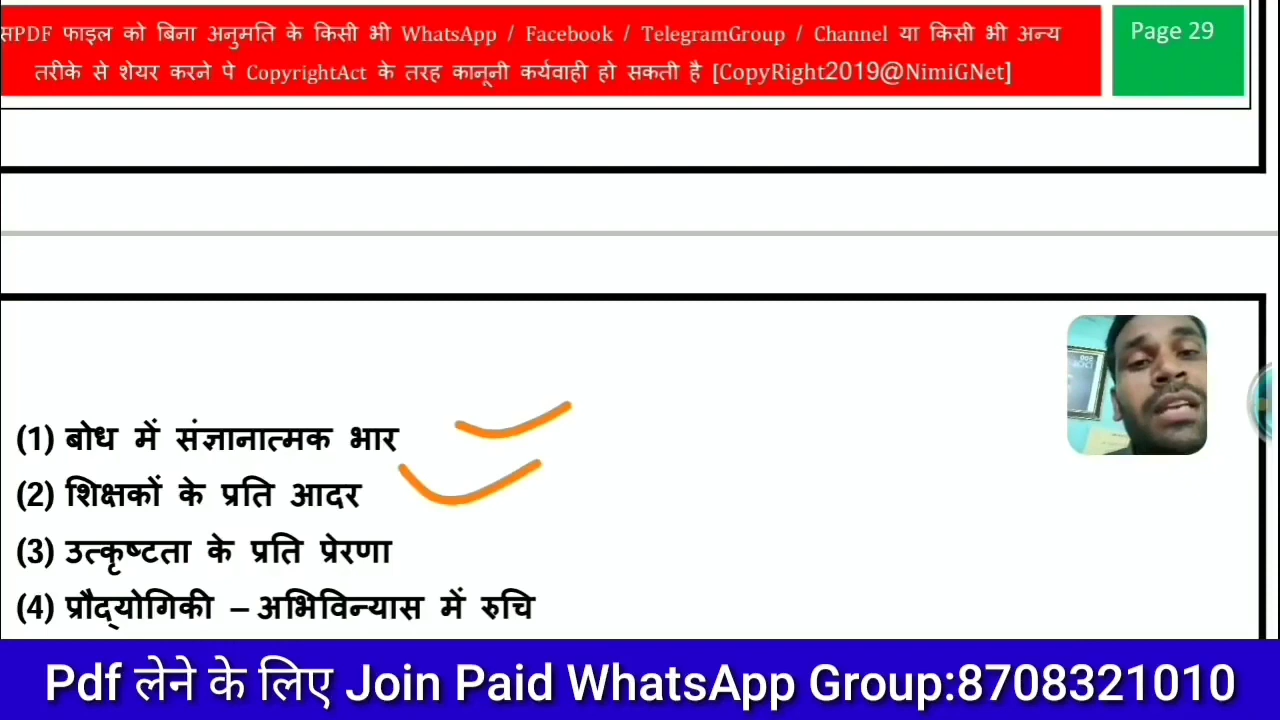 सPDF फाइल को बिना अनुमति के किसी भी WhatsApp / Facebook / TelegramGroup / Channel या किसी भी अन्य
तरीके से शेयर करने पे CopyrightAct के तरह कानूनी कर्यवाही हो सकती है [CopyRight2019@NimiGNet]
Page 29
(1) बोध में संज्ञानात्मक भार
(2) शिक्षकों के प्रति आदर
(3) उत्कृष्टता के प्रति प्रेरणा
(4) प्रौद्योगिकी – अभिविन्यास में रुचि
Pdf लेने के लिए Join Paid WhatsApp Group:8708321010